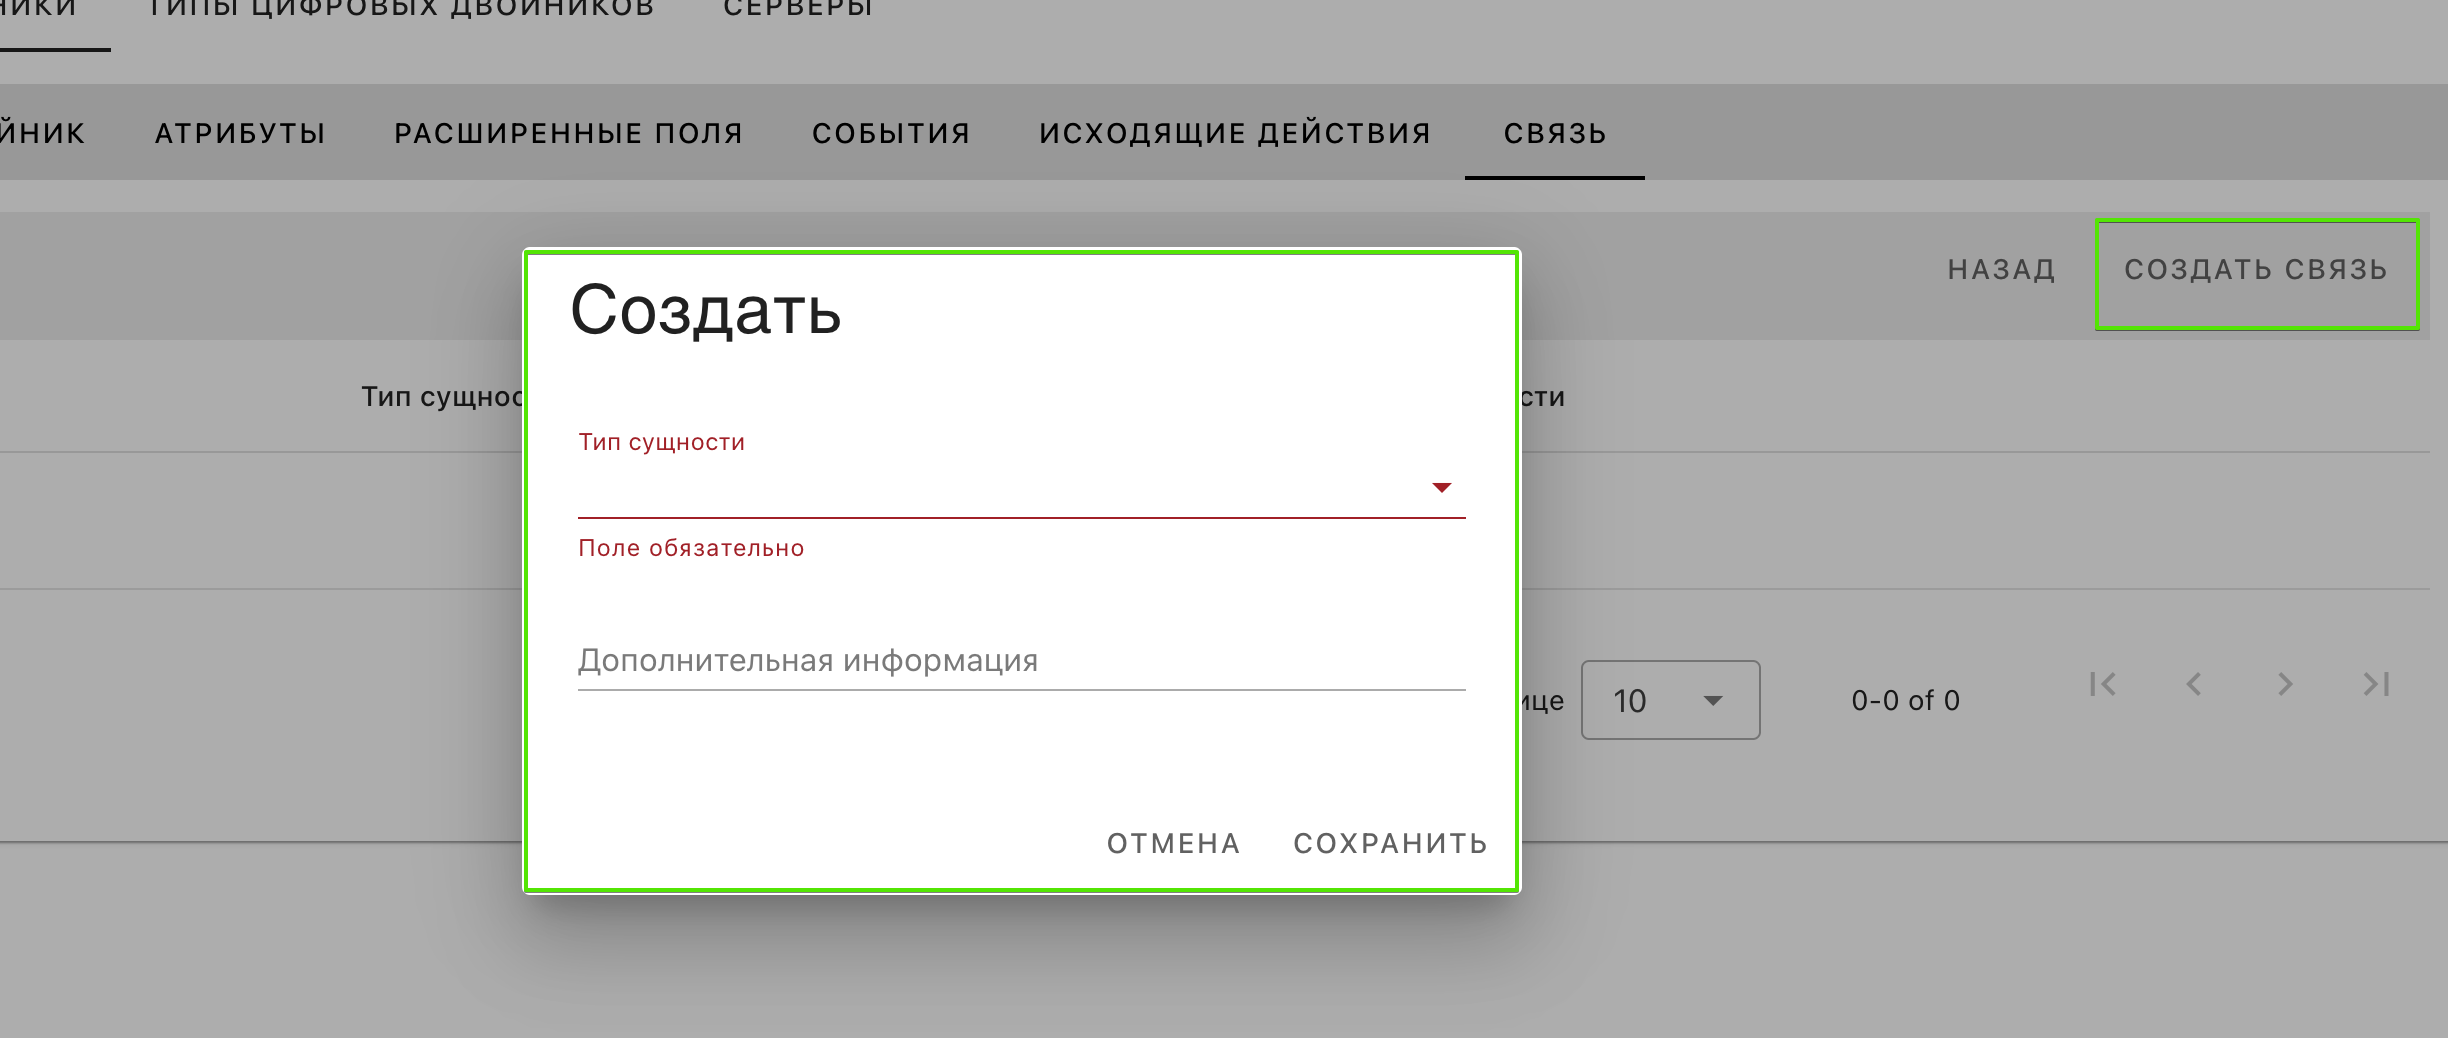 ТИПЫ ЦИФРОВЫХ ДВОЙНИКОВ СЕРВЕРЫ
АТРИБУТЫ РАСШИРЕННЫЕ ПОЛЯ СОБЫТИЯ ИСХОДЯЩИЕ ДЕЙСТВИЯ СВЯЗЬ
НАЗАД СОЗДАТЬ СВЯЗЬ
Создать
Тип
Тип сущности
Поле обязательно
Дополнительная информация
10 0-0 of 0
ОТМЕНА СОХРАНИТЬ